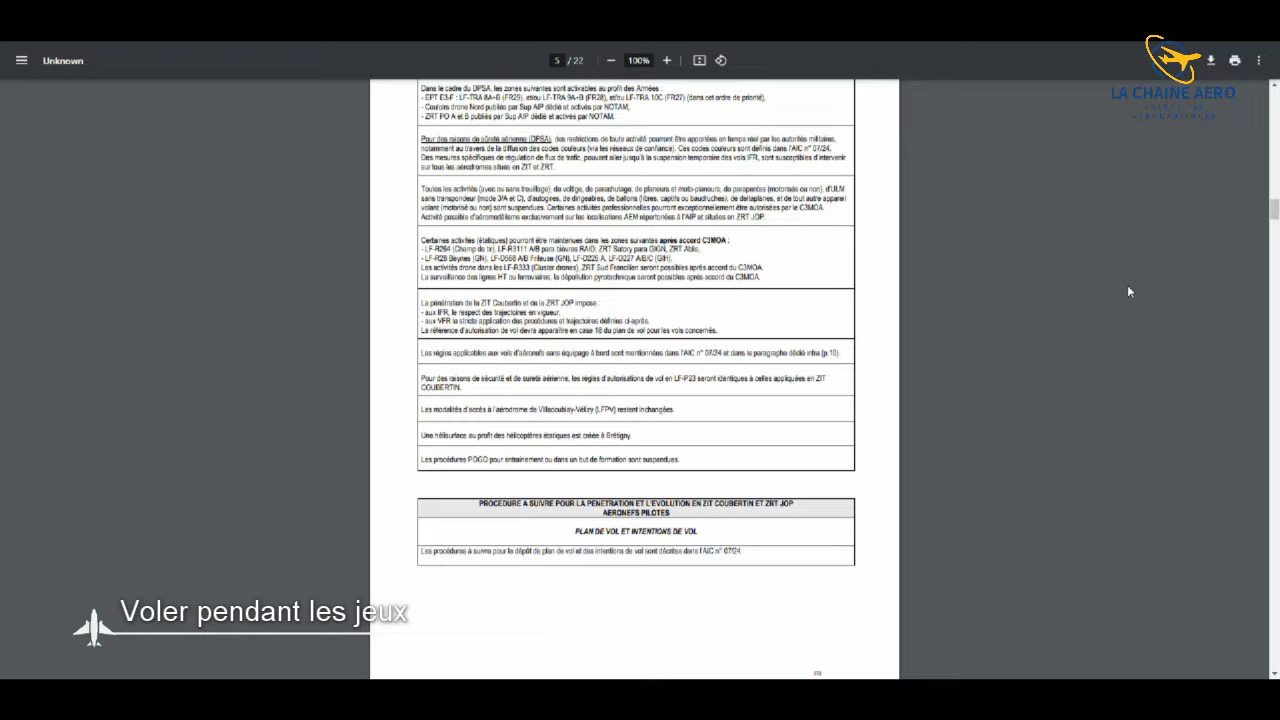 Unknown
5 / 22
100%
LA CHAINE AERO
Dans le cadre du DPSA, les zones suivantes sont activables au profit des Armées :
- EPT E3-F : LF-TRA 8A+B (FR29), et/ou LF-TRA 9A+B (FR28), et/ou LF-TRA 10C (FR27) (dans cet ordre de priorité),
- Couloirs drone Nord publiés par Sup AIP dédié et activés par NOTAM,
- ZRT PO A et B publiés par Sup AIP dédié et activés par NOTAM.
Pour des raisons de sûreté aérienne (DPSA), des restrictions de toute activité pourront être apportées en temps réel par les autorités militaires,
notamment au travers de la diffusion des codes couleurs (via les réseaux de confiance). Ces codes couleurs sont définis dans l'AIC n° 07/24.
Des mesures spécifiques de régulation de flux de trafic, pouvant aller jusqu'à la suspension temporaire des vols IFR, sont susceptibles d'intervenir
sur tous les aérodromes situés en ZIT et ZRT.
Toutes les activités (avec ou sans treuillage), de voltige, de parachutage, de planeurs et moto-planeurs, de parapentes (motorisés ou non), d'ULM
sans transpondeur (mode 3/A et C), d'autogires, de dirigeables, de ballons (libres, captifs ou baudruches), de deltaplanes, et de tout autre appareil
volant (motorisé ou non) sont suspendues. Certaines activités professionnelles pourront exceptionnellement être autorisées par le C3MOA.
Activité possible d'aéromodélisme exclusivement sur les localisations AEM répertoriées à l'AIP et situées en ZRT JOP.
Certaines activités (étatiques) pourront être maintenues dans les zones suivantes après accord C3MOA :
- LF-R264 (Champ de tir), LF-R3111 A/B para bièvres RAID, ZRT Satory para GIGN, ZRT Ablis,
- LF-R28 Beynes (GN), LF-D568 A/B Frileuse (GN), LF-D226 A, LF-D227 A/B/C (GIH).
Les activités drone dans les LF-R333 (Cluster drones), ZRT Sud Francilien seront possibles après accord du C3MOA.
La surveillance des lignes HT ou ferroviaires, la dépollution pyrotechnique seront possibles après accord du C3MOA.
La pénétration de la ZIT Coubertin et de la ZRT JOP impose :
- aux IFR, le respect des trajectoires en vigueur,
- aux VFR la stricte application des procédures et trajectoires définies ci-après.
La référence d'autorisation de vol devra apparaître en case 18 du plan de vol pour les vols concernés.
Les règles applicables aux vols d'aéronefs sans équipage à bord sont mentionnées dans l'AIC n° 07/24 et dans le paragraphe dédié infra (p.10).
Pour des raisons de sécurité et de sureté aérienne, les règles d'autorisations de vol en LF-P23 seront identiques à celles appliquées en ZIT
COUBERTIN.
Les modalités d'accès à l'aérodrome de Villacoublay-Vélizy (LFPV) restent inchangées.
Une hélisurface au profit des hélicoptères étatiques est créée à Brétigny.
Les procédures POGO pour entrainement ou dans un but de formation sont suspendues.
PROCEDURE A SUIVRE POUR LA PENETRATION ET L'EVOLUTION EN ZIT COUBERTIN ET ZRT JOP
AERONEFS PILOTES
PLAN DE VOL ET INTENTIONS DE VOL
Les procédures à suivre pour le dépôt de plan de vol et des intentions de vol sont décrites dans l'AIC n° 07/24.
Voler pendant les jeux
FR